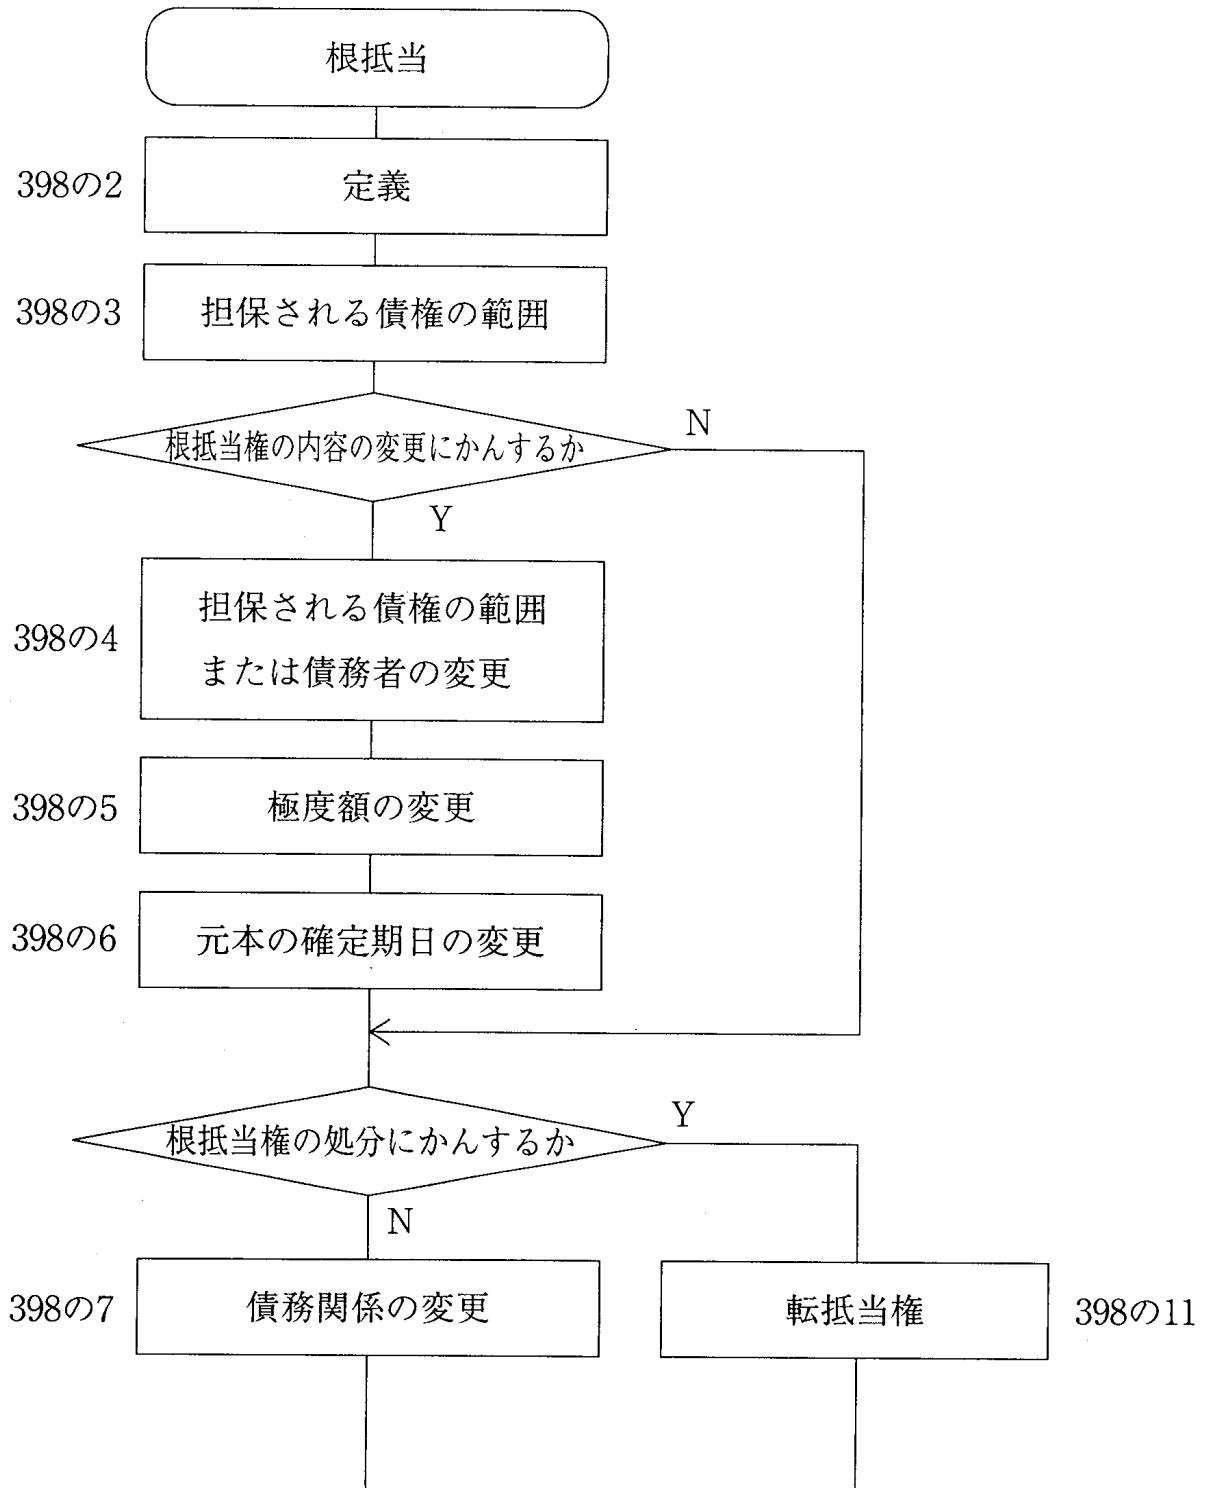 根抵当
398の2
定義
398の3
担保される債権の範囲
根抵当権の内容の変更にかんするか
N
Y
398の4
担保される債権の範囲
または債務者の変更
398の5
極度額の変更
398の6
元本の確定期日の変更
根抵当権の処分にかんするか
Y
N
398の7
債務関係の変更
転抵当権
398の11